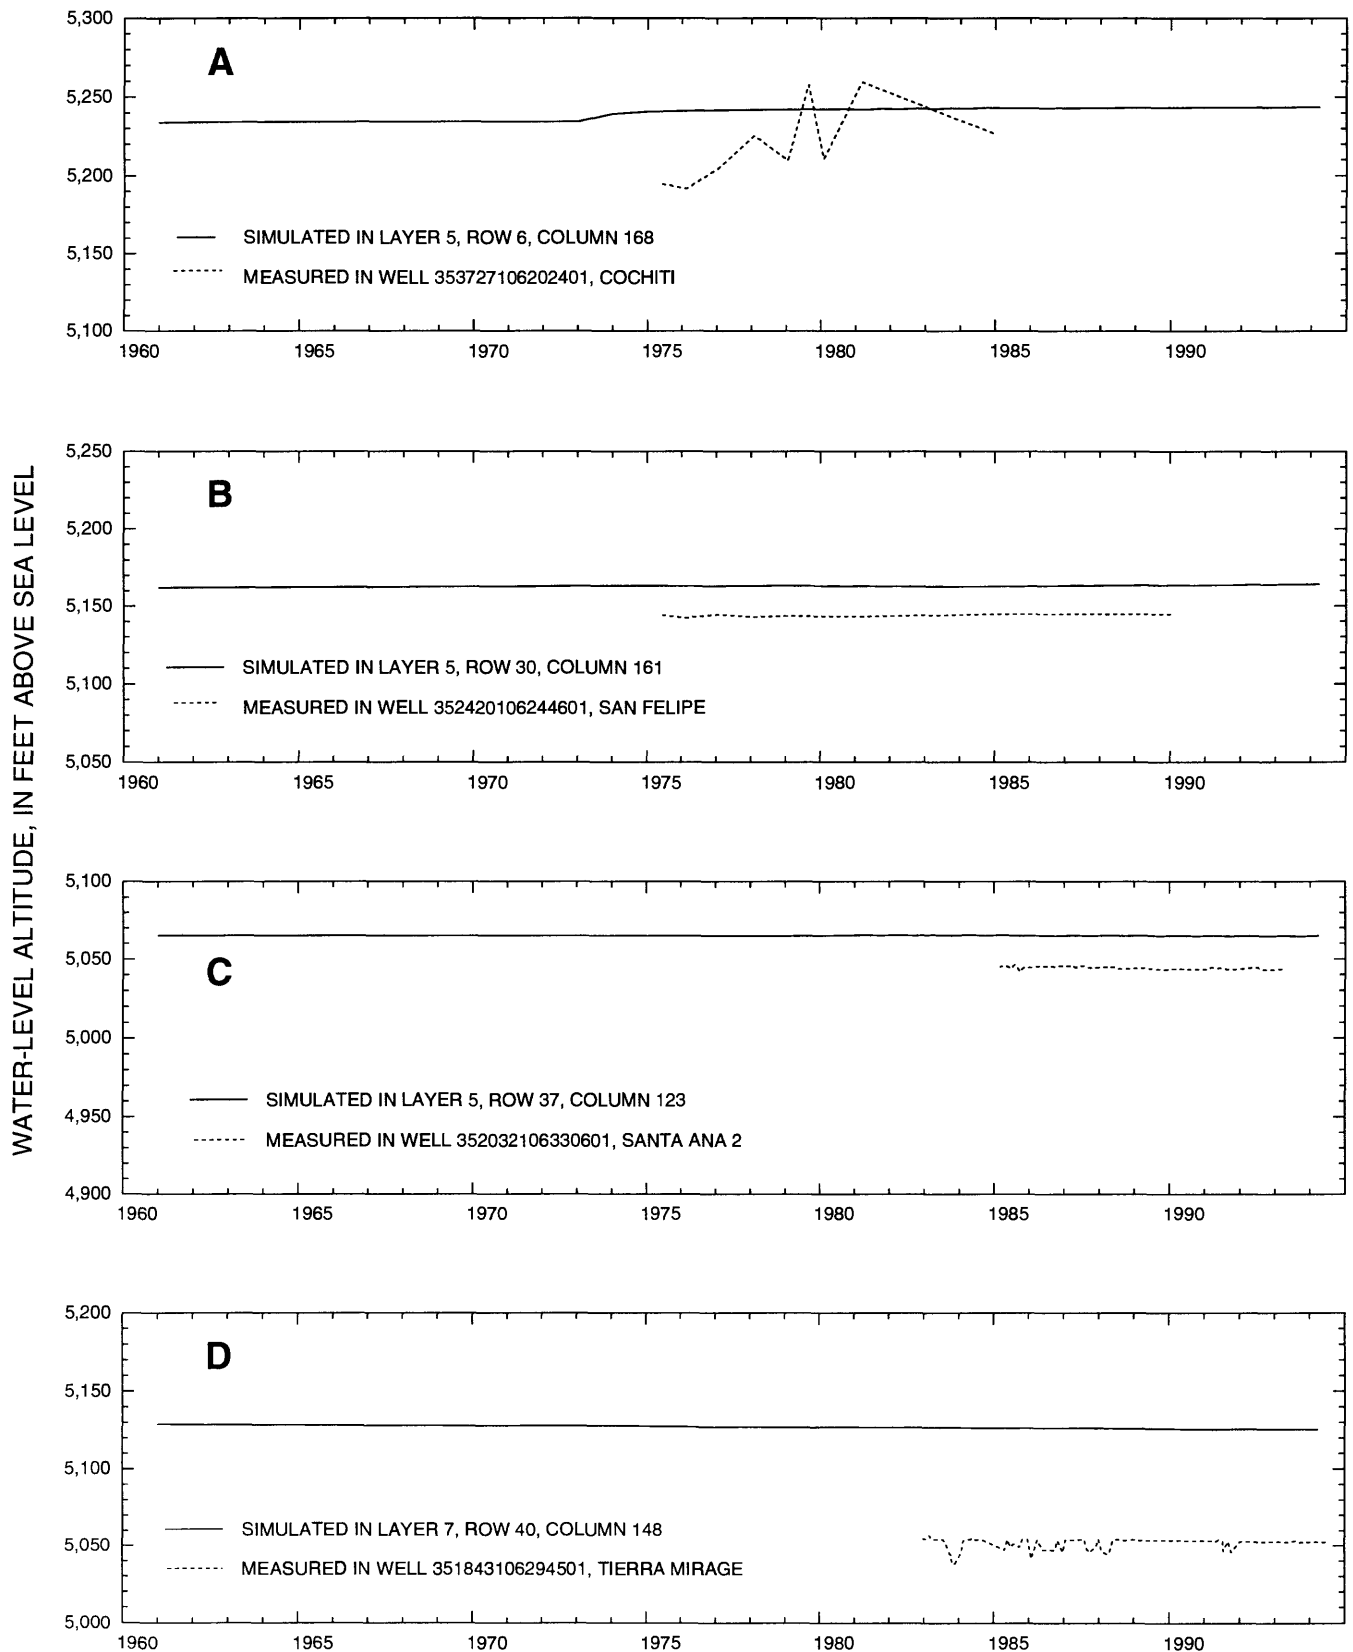 WATER-LEVEL ALTITUDE, IN FEET ABOVE SEA LEVEL
5,300
A
5,250
5,200
5,150
5,100
SIMULATED IN LAYER 5, ROW 6, COLUMN 168
MEASURED IN WELL 353727106202401, COCHITI
1960 1965 1970 1975 1980 1985 1990
5,250
B
5,200
5,150
5,100
5,050
SIMULATED IN LAYER 5, ROW 30, COLUMN 161
MEASURED IN WELL 352420106244601, SAN FELIPE
1960 1965 1970 1975 1980 1985 1990
5,100
5,050
C
5,000
4,950
4,900
SIMULATED IN LAYER 5, ROW 37, COLUMN 123
MEASURED IN WELL 352032106330601, SANTA ANA 2
1960 1965 1970 1975 1980 1985 1990
5,200
D
5,150
5,100
5,050
5,000
SIMULATED IN LAYER 7, ROW 40, COLUMN 148
MEASURED IN WELL 351843106294501, TIERRA MIRAGE
1960 1965 1970 1975 1980 1985 1990